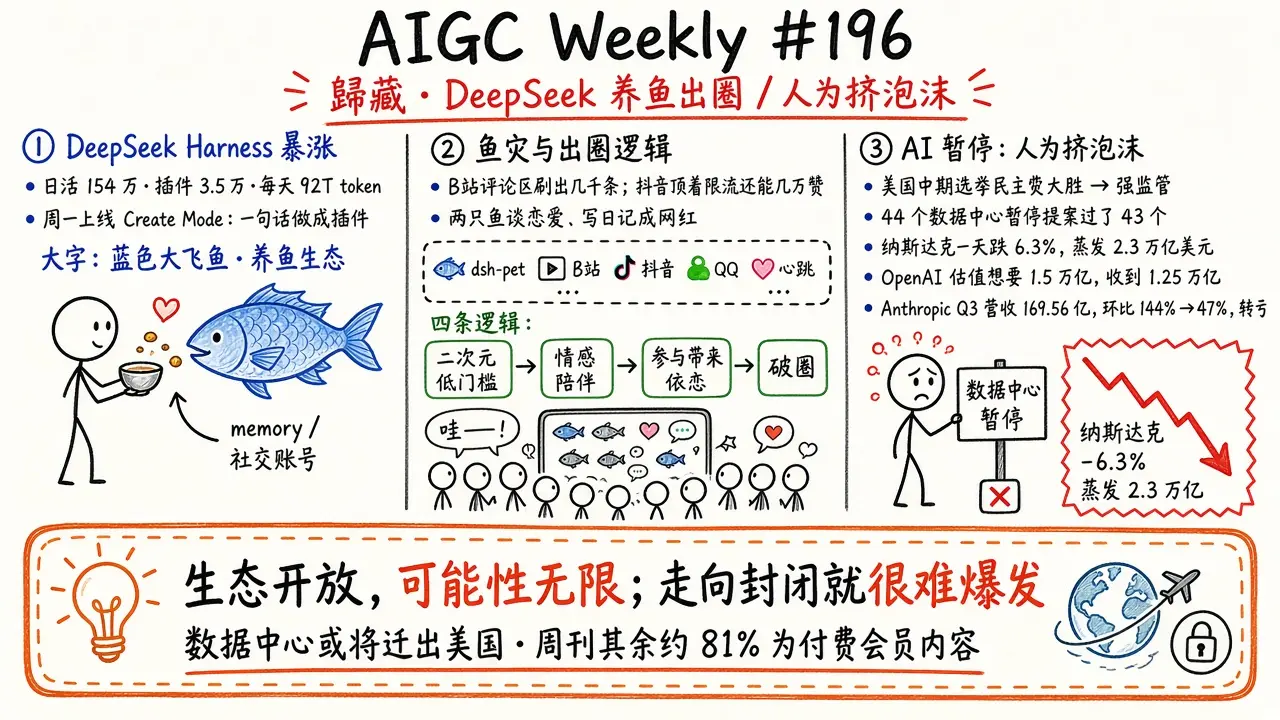 AIGC Weekly #196
歸藏·DeepSeek 养鱼出圈 / 人为挤泡沫
① DeepSeek Harness 暴涨
• 日活 154 万·插件 3.5 万·每天 92T token
• 周一上线 Create Mode：一句话做成插件
大字：蓝色大飞鱼·养鱼生态
memory /
社交账号
② 鱼灾与出圈逻辑
• B站评论区刷出几千条；抖音顶着限流还能几万赞
• 两只鱼谈恋爱、写日记成网红
dsh-pet B站 抖音 QQ 心跳
... ...
四条逻辑：
二次元
低门槛
情感
陪伴
参与带来
依恋
破圈
哇——！
③ AI 暂停：人为挤泡沫
• 美国中期选举民主党大胜 → 强监管
• 44 个数据中心暂停提案过了 43 个
• 纳斯达克一天跌 6.3%，蒸发 2.3 万亿美元
• OpenAI 估值想要 1.5 万亿，收到 1.25 万亿
• Anthropic Q3 营收 169.56 亿，环比 144%→47%，转亏
数据中心
暂停
纳斯达克
-6.3%
蒸发 2.3 万亿
生态开放，可能性无限；走向封闭就很难爆发
数据中心或将迁出美国·周刊其余约 81% 为付费会员内容